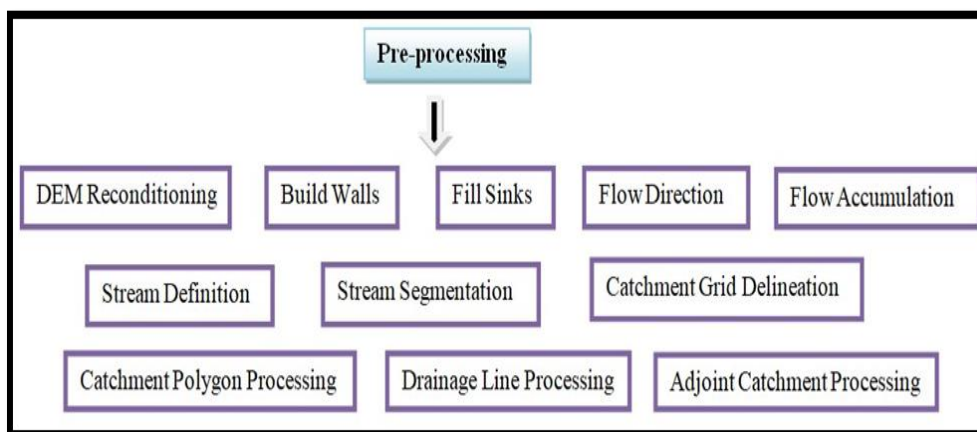 Pre-processing
DEM Reconditioning
Build Walls
Fill Sinks
Flow Direction
Flow Accumulation
Stream Definition
Stream Segmentation
Catchment Grid Delineation
Catchment Polygon Processing
Drainage Line Processing
Adjoint Catchment Processing